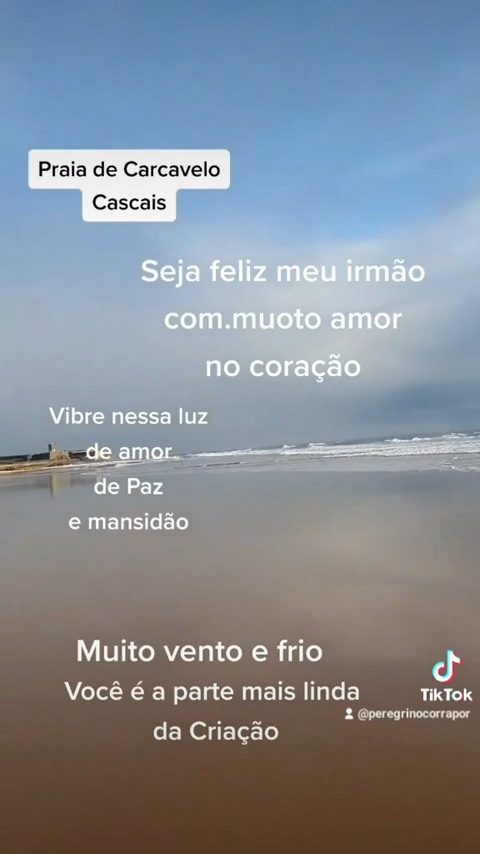 Praia de Carcavelo
Cascais
Seja feliz meu irmão
com.muoto amor
no coração
Vibre nessa luz
de amor
de Paz
e mansidão
Muito vento e frio
Você é a parte mais linda
da Criação
TikTok
@peregrinocorrapor